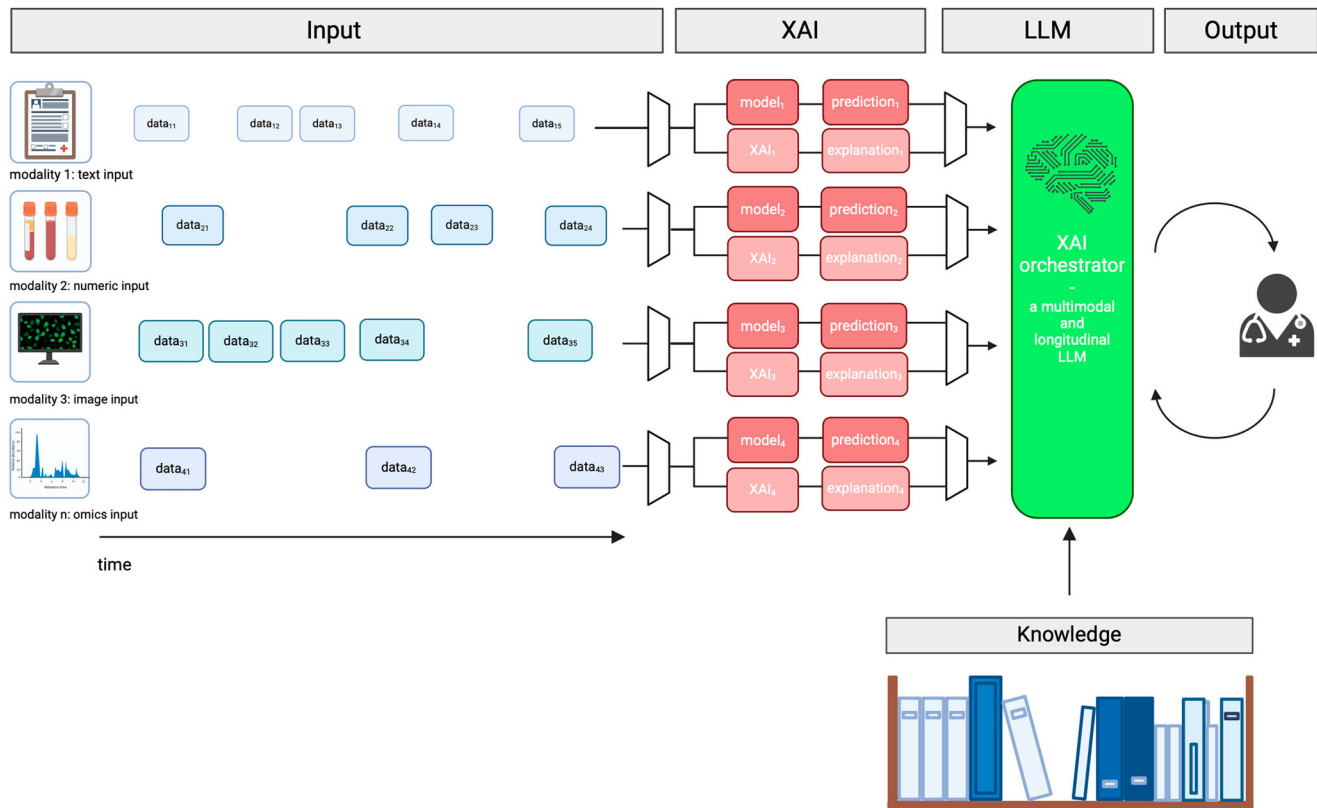 Input
XAI
LLM
Output
data₁₁
data₁₂
data₁₃
data₁₄
data₁₅
model₁
prediction₁
XAI₁
explanation₁
modality 1: text input
data₂₁
data₂₂
data₂₃
data₂₄
model₂
prediction₂
XAI₂
explanation₂
modality 2: numeric input
data₃₁
data₃₂
data₃₃
data₃₄
data₃₅
model₃
prediction₃
XAI₃
explanation₃
modality 3: image input
data₄₁
data₄₂
data₄₃
model₄
prediction₄
XAI₄
explanation₄
Retention time
modality n: omics input
time
XAI
orchestrator
-
a multimodal
and
longitudinal
LLM
Knowledge